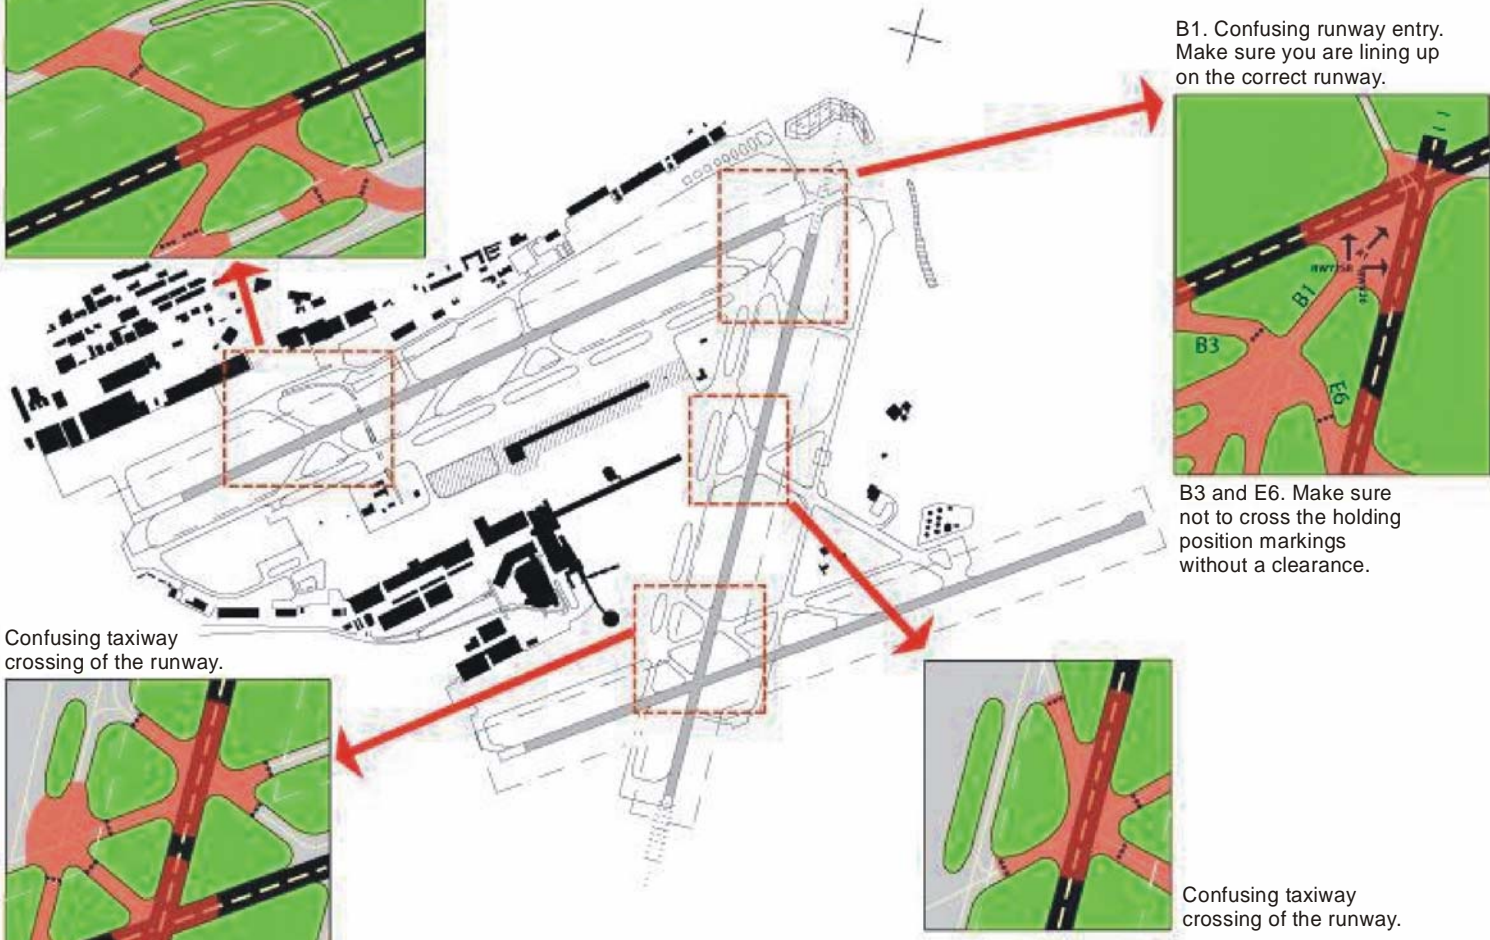 B1. Confusing runway entry.
Make sure you are lining up
on the correct runway.
B1
B3
E6
B3 and E6. Make sure
not to cross the holding
position markings
without a clearance.
Confusing taxiway
crossing of the runway.
Confusing taxiway
crossing of the runway.